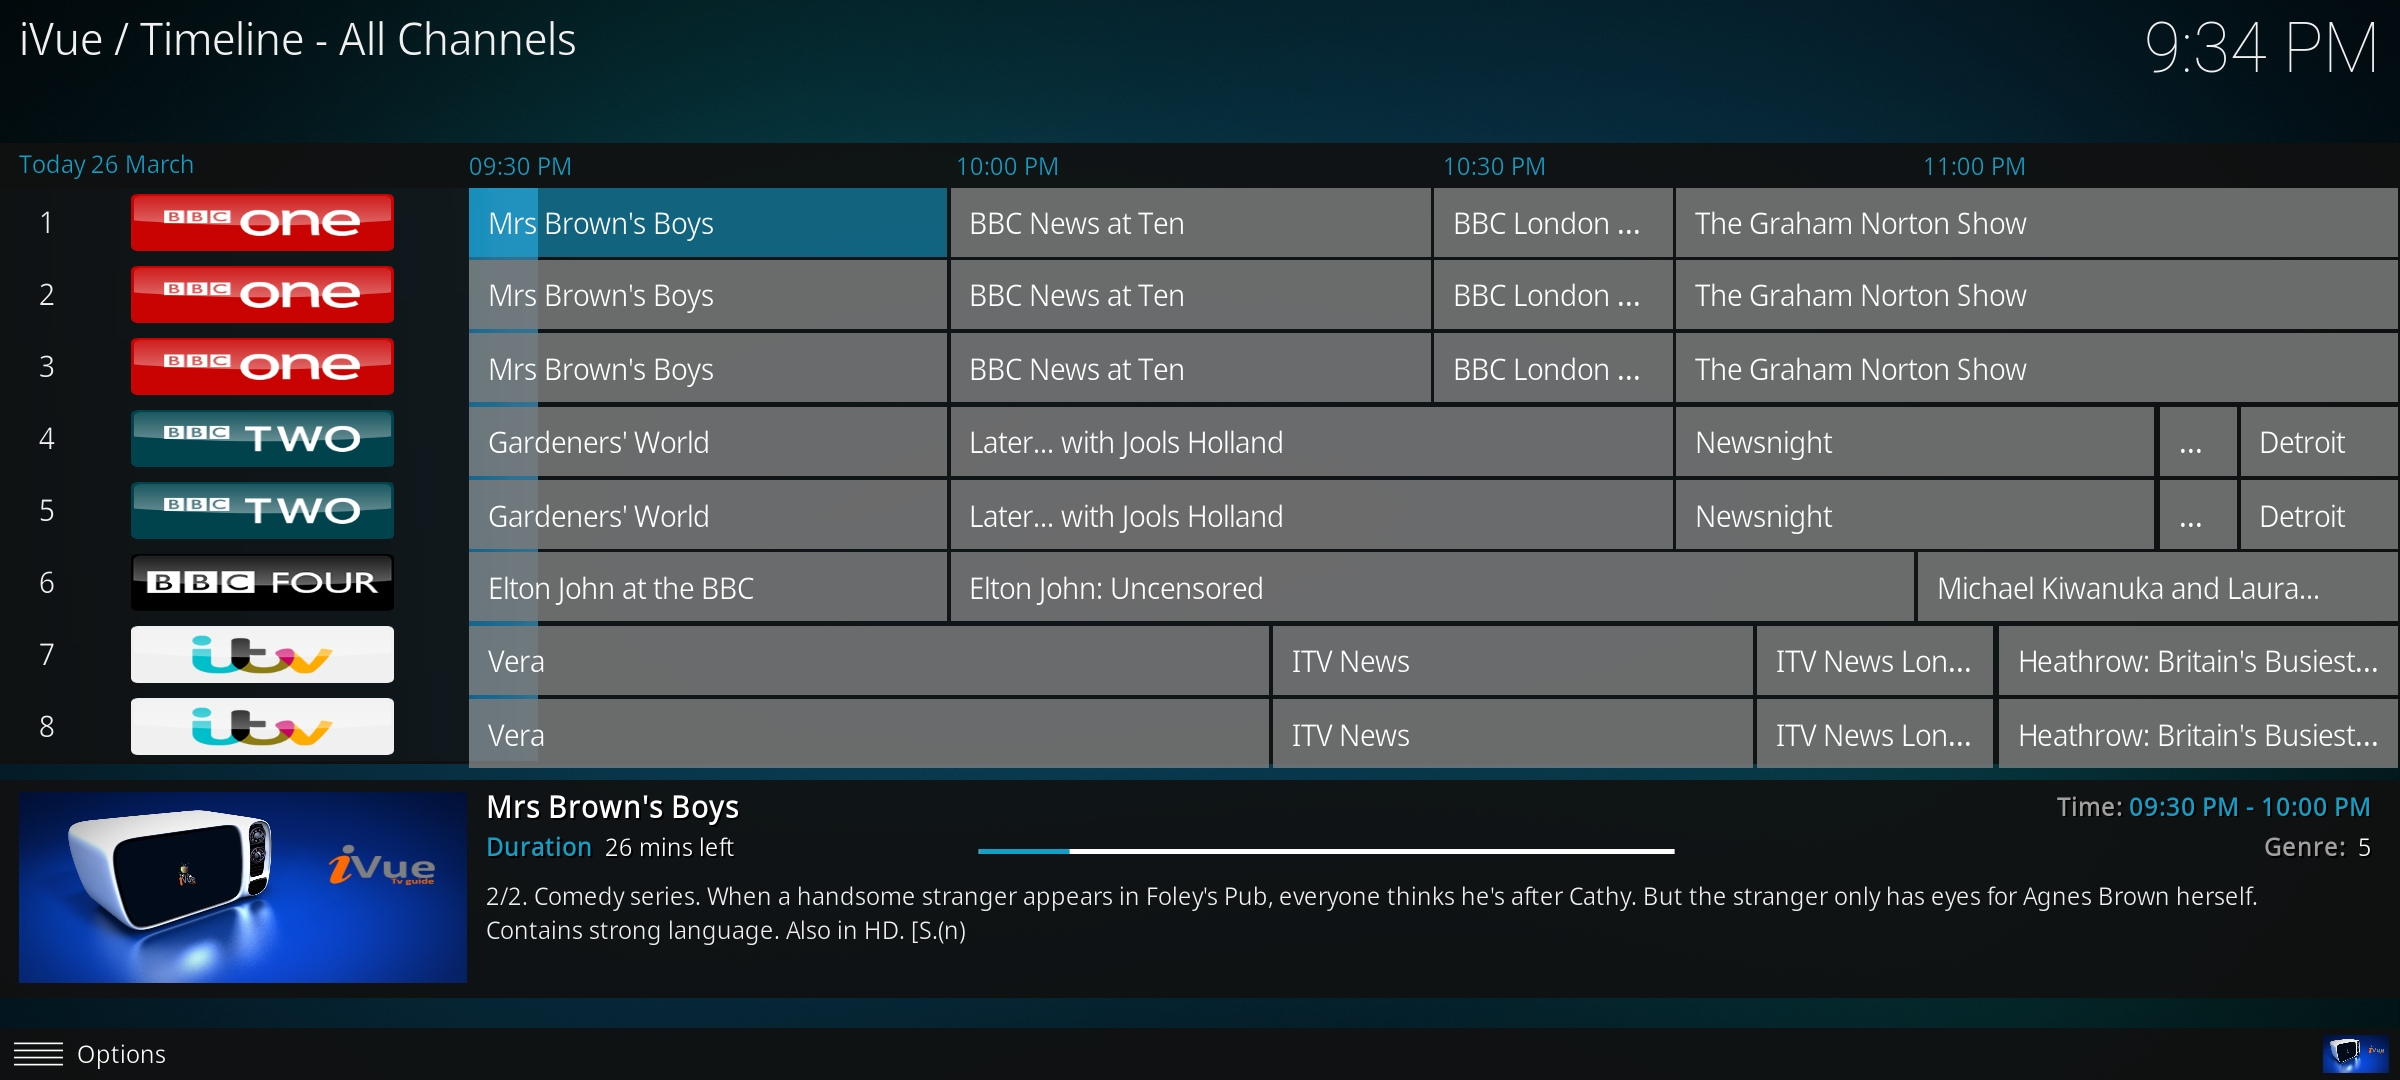 iVue / Timeline - All Channels
9:34 PM
Today 26 March
09:30 PM
10:00 PM
10:30 PM
11:00 PM
1 BBC one Mrs Brown's Boys BBC News at Ten BBC London ... The Graham Norton Show
2 BBC one Mrs Brown's Boys BBC News at Ten BBC London ... The Graham Norton Show
3 BBC one Mrs Brown's Boys BBC News at Ten BBC London ... The Graham Norton Show
4 BBC TWO Gardeners' World Later... with Jools Holland Newsnight ... Detroit
5 BBC TWO Gardeners' World Later... with Jools Holland Newsnight ... Detroit
6 BBC FOUR Elton John at the BBC Elton John: Uncensored Michael Kiwanuka and Laura...
7 itv Vera ITV News ITV News Lon... Heathrow: Britain's Busiest...
8 itv Vera ITV News ITV News Lon... Heathrow: Britain's Busiest...
iVue
Tv guide
Mrs Brown's Boys
Time: 09:30 PM - 10:00 PM
Duration 26 mins left
Genre: 5
2/2. Comedy series. When a handsome stranger appears in Foley's Pub, everyone thinks he's after Cathy. But the stranger only has eyes for Agnes Brown herself.
Contains strong language. Also in HD. [S.(n)
Options
iVue